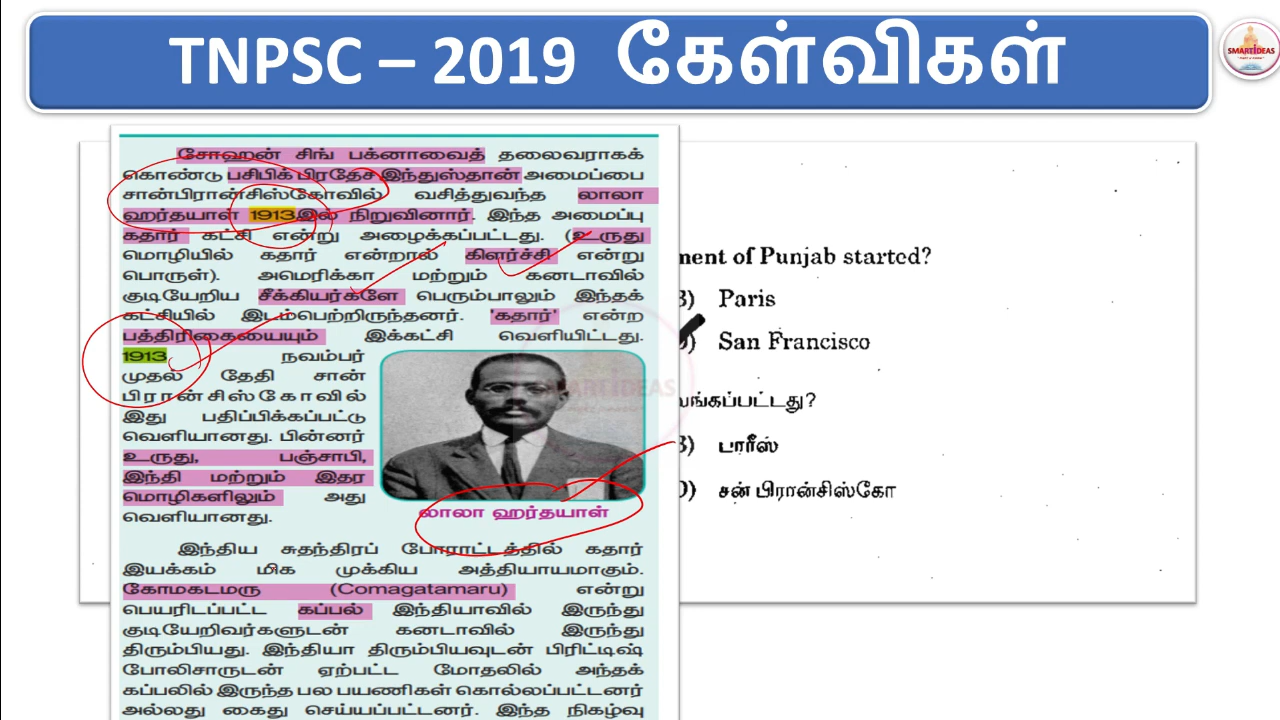 TNPSC – 2019 கேள்விகள்
SMART IDEAS
சோஹன் சிங் பக்னாவைத் தலைவராகக்
கொண்டு பசிபிக் பிரதேச இந்துஸ்தான் அமைப்பை
சான்பிரான்சிஸ்கோவில் வசித்துவந்த லாலா
ஹர்தயாள் 1913இல் நிறுவினார். இந்த அமைப்பு
கதார் கட்சி என்று அழைக்கப்பட்டது. (உருது
மொழியில் கதார் என்றால் கிளர்ச்சி என்று
பொருள்). அமெரிக்கா மற்றும் கனடாவில்
குடியேறிய சீக்கியர்களே பெரும்பாலும் இந்தக்
கட்சியில் இடம்பெற்றிருந்தனர். 'கதார்' என்ற
பத்திரிகையையும் இக்கட்சி வெளியிட்டது.
1913 நவம்பர்
முதல் தேதி சான்
பிரான்சிஸ்கோவில்
இது பதிப்பிக்கப்பட்டு
வெளியானது. பின்னர்
உருது, பஞ்சாபி,
இந்தி மற்றும் இதர
மொழிகளிலும் அது
வெளியானது.
லாலா ஹர்தயாள்
இந்திய சுதந்திரப் போராட்டத்தில் கதார்
இயக்கம் மிக முக்கிய அத்தியாயமாகும்.
கோமகடமரு (Comagatamaru) என்று
பெயரிடப்பட்ட கப்பல் இந்தியாவில் இருந்து
குடியேறிவர்களுடன் கனடாவில் இருந்து
திரும்பியது. இந்தியா திரும்பியவுடன் பிரிட்டிஷ்
போலிசாருடன் ஏற்பட்ட மோதலில் அந்தக்
கப்பலில் இருந்த பல பயணிகள் கொல்லப்பட்டனர்
அல்லது கைது செய்யப்பட்டனர். இந்த நிகழ்வு
ment of Punjab started?
B) Paris
San Francisco
வங்கப்பட்டது?
B) பாரீஸ்
D) சன் பிரான்சிஸ்கோ